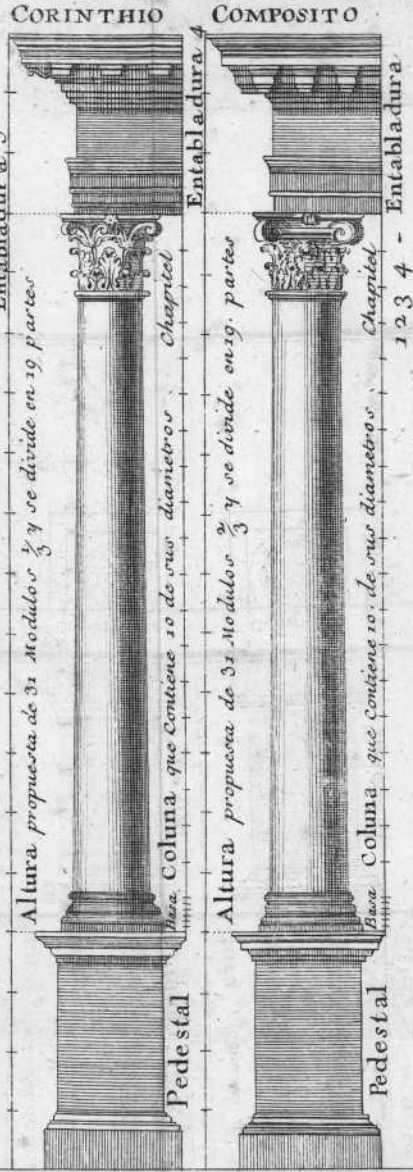 CORINTHIO
COMPOSITO
Altura propuesta de 31 Modulos 2/3 y se divide en 19 partes
Entabladura 4
Chapitel
Basa Coluna que Contiene 10 de sus diametros.
Pedestal
Altura propuesta de 31 Modulos 2/3 y se divide en 19. partes
Entabladura
1 2 3 4 -
Chapitel
Basa Coluna que Contiene 10. de sus diametros.
Pedestal